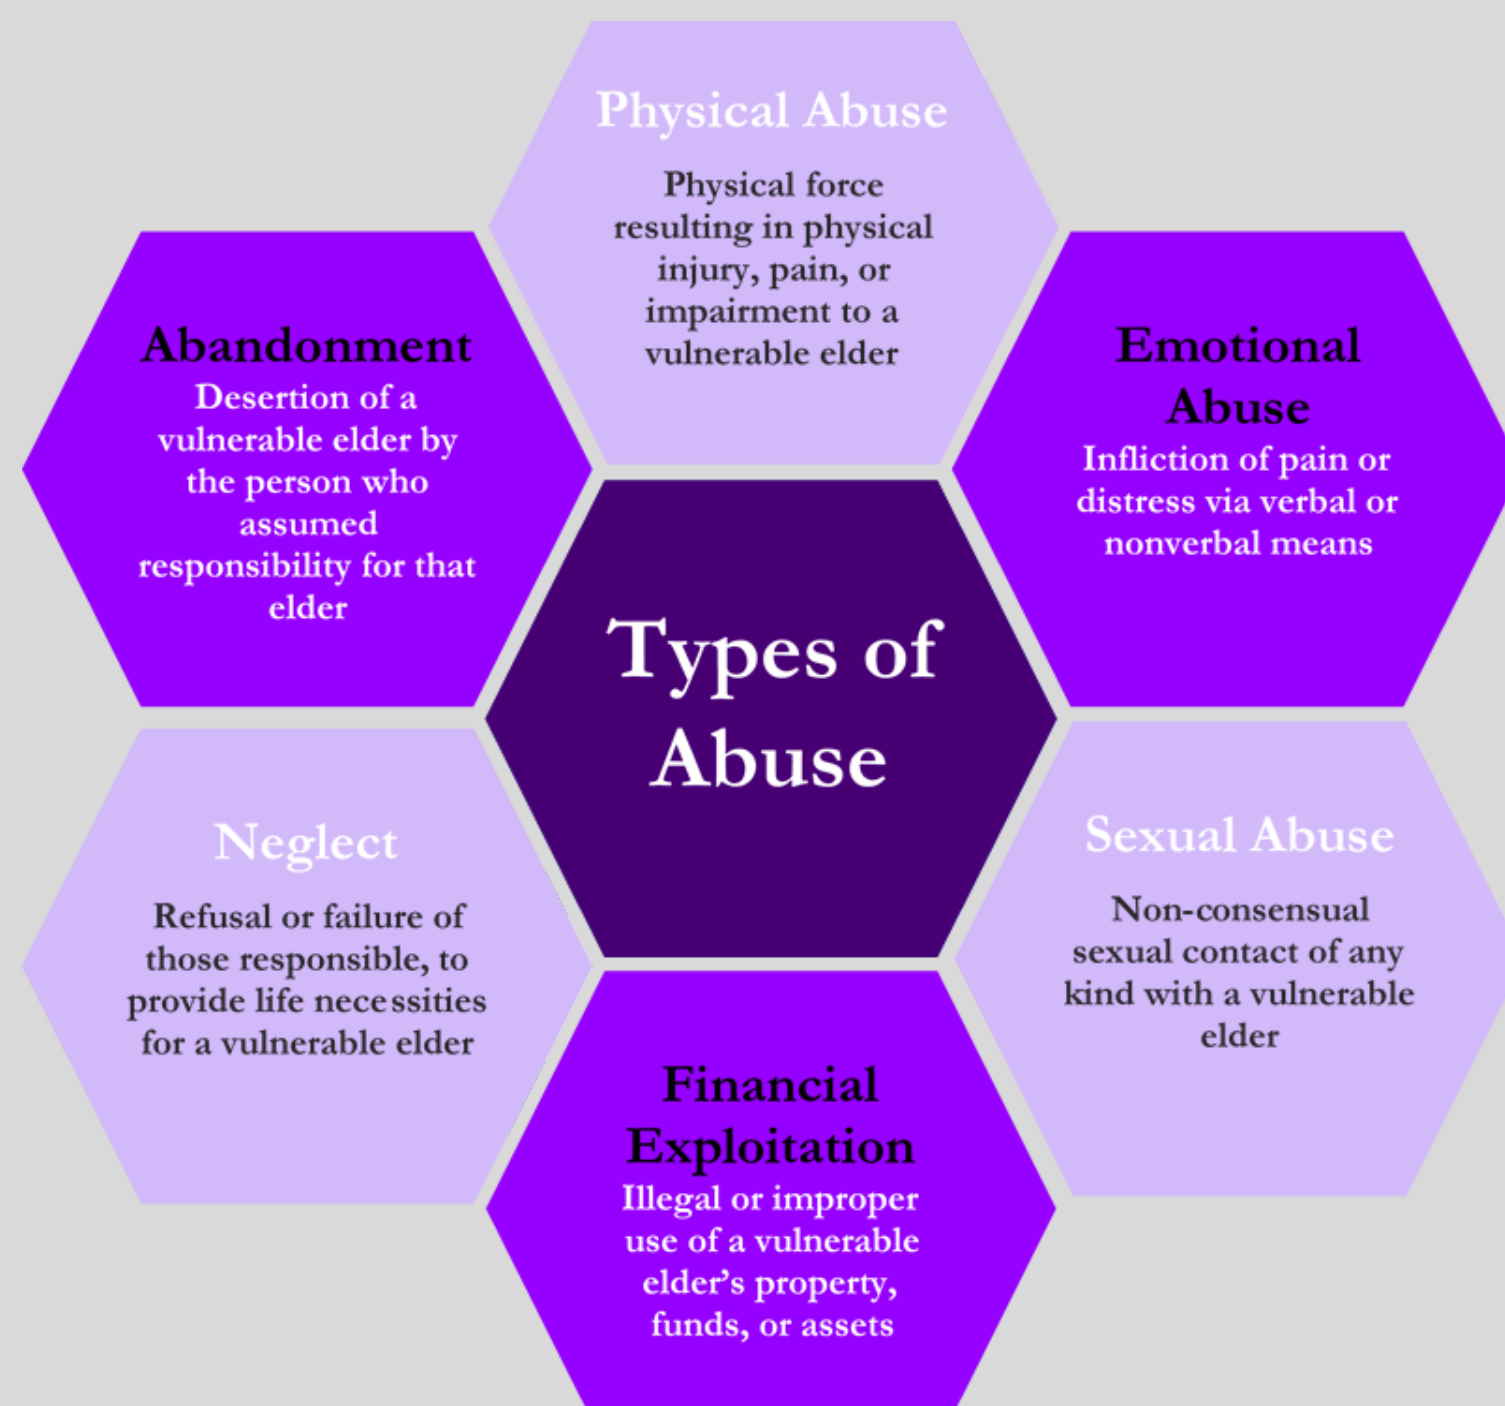 Physical Abuse
Physical force
resulting in physical
injury, pain, or
impairment to a
vulnerable elder
Abandonment
Desertion of a
vulnerable elder by
the person who
assumed
responsibility for that
elder
Emotional
Abuse
Infliction of pain or
distress via verbal or
nonverbal means
Types of
Abuse
Neglect
Refusal or failure of
those responsible, to
provide life necessities
for a vulnerable elder
Sexual Abuse
Non-consensual
sexual contact of any
kind with a vulnerable
elder
Financial
Exploitation
Illegal or improper
use of a vulnerable
elder’s property,
funds, or assets